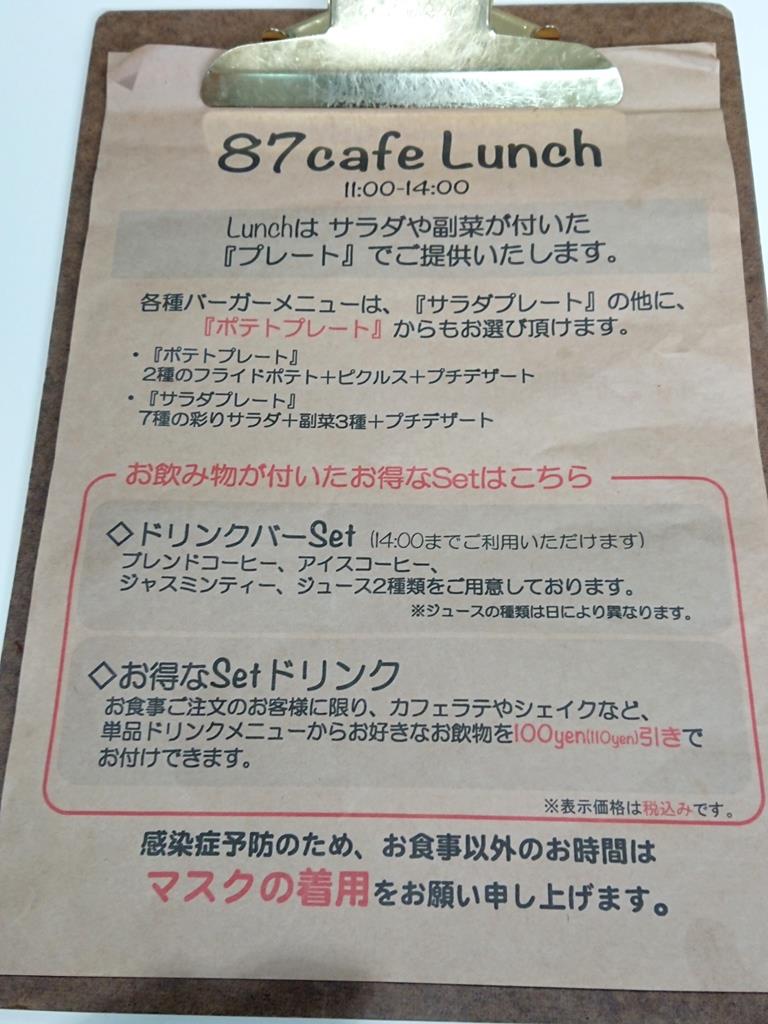 87cafe Lunch
11:00-14:00
Lunchは サラダや副菜が付いた
『プレート』でご提供いたします。
各種バーガーメニューは、『サラダプレート』の他に、
『ポテトプレート』からもお選び頂けます。
・『ポテトプレート』
2種のフライドポテト＋ピクルス＋プチデザート
・『サラダプレート』
7種の彩りサラダ＋副菜3種＋プチデザート
お飲み物が付いたお得なSetはこちら
◇ドリンクバーSet (14:00までご利用いただけます)
ブレンドコーヒー、アイスコーヒー、
ジャスミンティー、ジュース2種類をご用意しております。
※ジュースの種類は日により異なります。
◇お得なSetドリンク
お食事ご注文のお客様に限り、カフェラテやシェイクなど、
単品ドリンクメニューからお好きなお飲物を100yen(110yen)引きで
お付けできます。
※表示価格は税込みです。
感染症予防のため、お食事以外のお時間は
マスクの着用をお願い申し上げます。